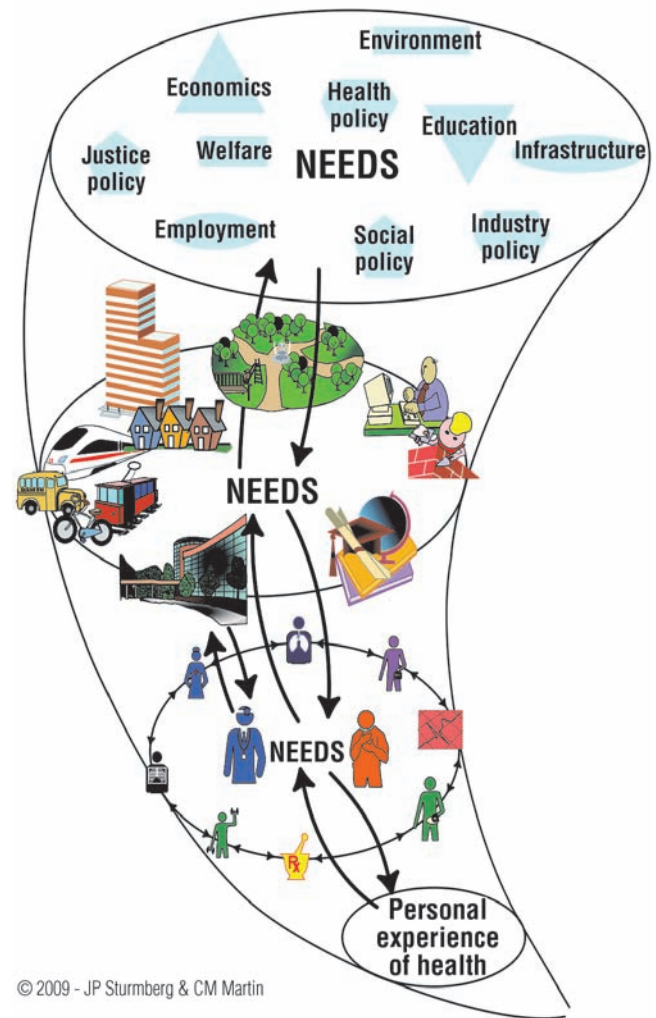 Environment
Economics
Health
policy
Education
Infrastructure
Justice
policy
Welfare
NEEDS
Employment
Social
policy
Industry
policy
NEEDS
NEEDS
Rx
Personal
experience
of health
© 2009 - JP Sturmberg & CM Martin